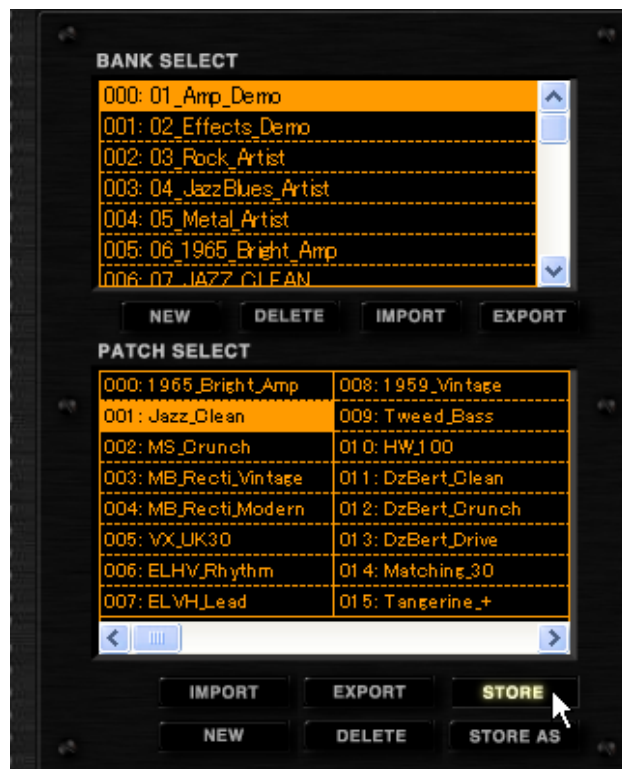 BANK SELECT
000: 01_Amp_Demo
001: 02_Effects_Demo
002: 03_Rock_Artist
003: 04_JazzBlues_Artist
004: 05_Metal_Artist
005: 06_1965_Bright_Amp
006: 07_JAZZ_CLEAN
NEW DELETE IMPORT EXPORT
PATCH SELECT
000: 1965_Bright_Amp 008: 1959_Vintage
001: Jazz_Clean 009: Tweed_Bass
002: MS_Crunch 010: HW_100
003: MB_Recti_Vintage 011: DzBert_Clean
004: MB_Recti_Modern 012: DzBert_Crunch
005: VX_UK30 013: DzBert_Drive
006: ELHV_Rhythm 014: Matching_30
007: ELVH_Lead 015: Tangerine_+
IMPORT EXPORT STORE
NEW DELETE STORE AS